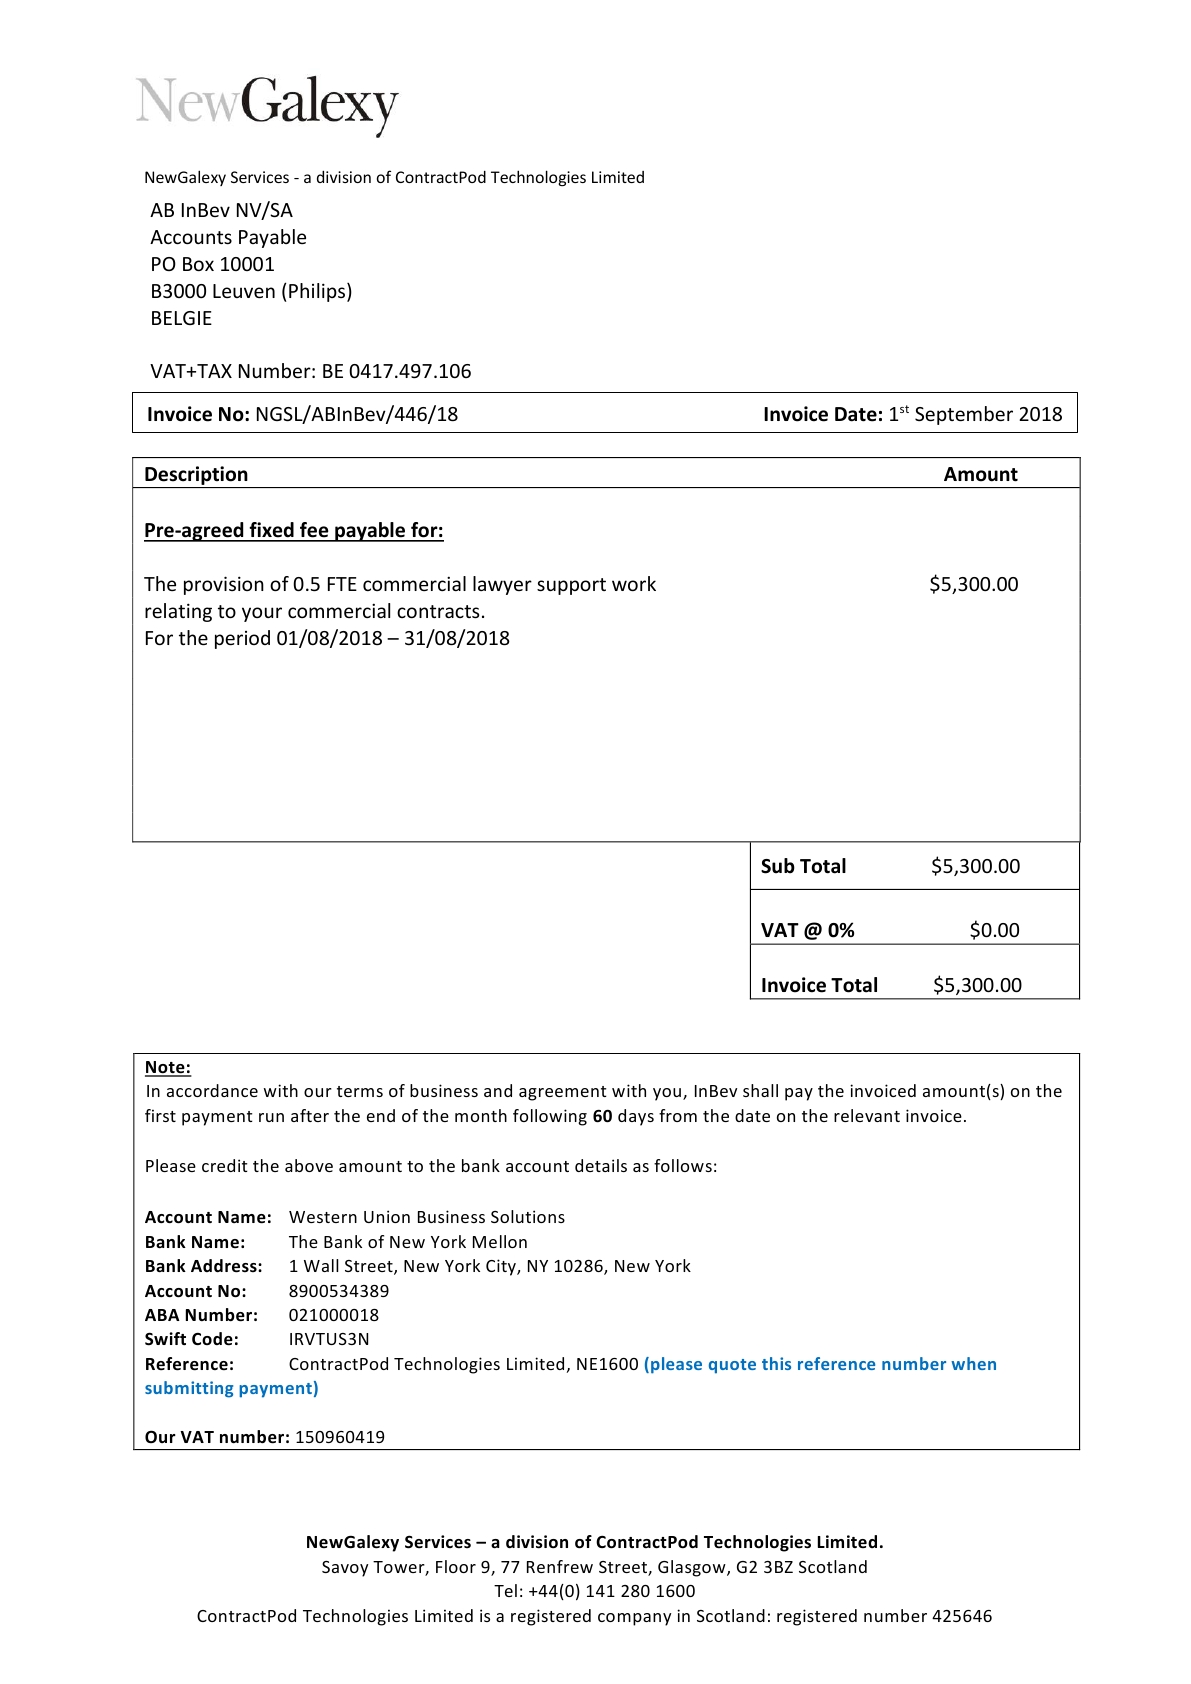 NewGalexy
NewGalexy Services - a division of ContractPod Technologies Limited
AB InBev NV/SA
Accounts Payable
PO Box 10001
B3000 Leuven (Philips)
BELGIE
VAT+TAX Number: BE 0417.497.106
Invoice No: NGSL/ABInBev/446/18 Invoice Date: 1st September 2018
Description Amount
Pre-agreed fixed fee payable for:
The provision of 0.5 FTE commercial lawyer support work $5,300.00
relating to your commercial contracts.
For the period 01/08/2018 – 31/08/2018
Sub Total $5,300.00
VAT @ 0% $0.00
Invoice Total $5,300.00
Note:
In accordance with our terms of business and agreement with you, InBev shall pay the invoiced amount(s) on the
first payment run after the end of the month following 60 days from the date on the relevant invoice.
Please credit the above amount to the bank account details as follows:
Account Name: Western Union Business Solutions
Bank Name: The Bank of New York Mellon
Bank Address: 1 Wall Street, New York City, NY 10286, New York
Account No: 8900534389
ABA Number: 021000018
Swift Code: IRVTUS3N
Reference: ContractPod Technologies Limited, NE1600 (please quote this reference number when
submitting payment)
Our VAT number: 150960419
NewGalexy Services – a division of ContractPod Technologies Limited.
Savoy Tower, Floor 9, 77 Renfrew Street, Glasgow, G2 3BZ Scotland
Tel: +44(0) 141 280 1600
ContractPod Technologies Limited is a registered company in Scotland: registered number 425646